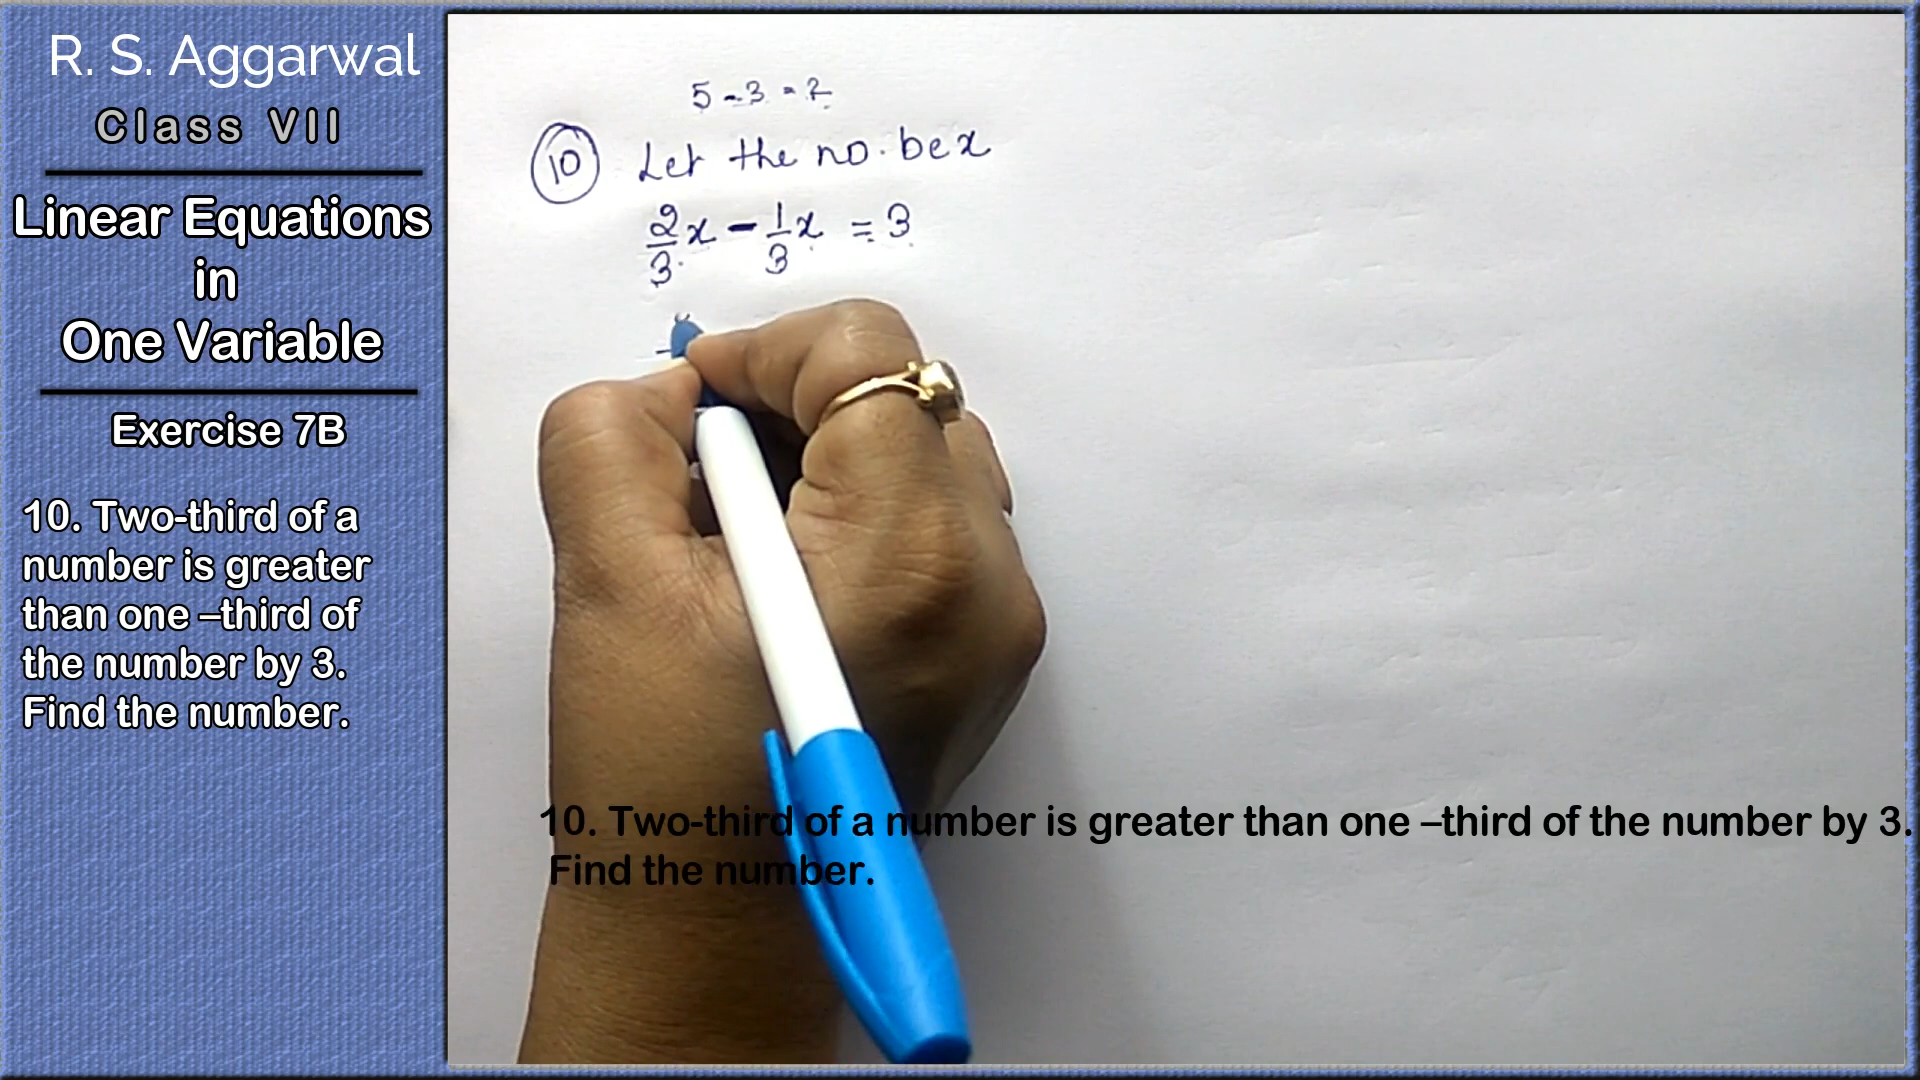 R. S. Aggarwal
Class VII
Linear Equations
in
One Variable
Exercise 7B
10. Two-third of a
number is greater
than one –third of
the number by 3.
Find the number.
5 - 3 = 2
10 Let the no. be x
2/3 x - 1/3 x = 3
10. Two-third of a number is greater than one –third of the number by 3.
Find the number.